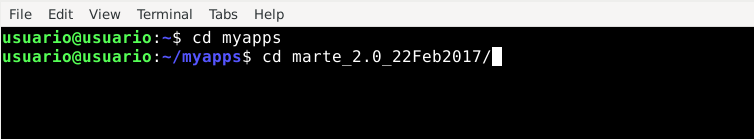 File Edit View Terminal Tabs Help
usuario@usuario:~$ cd myapps
usuario@usuario:~/myapps$ cd marte_2.0_22Feb2017/